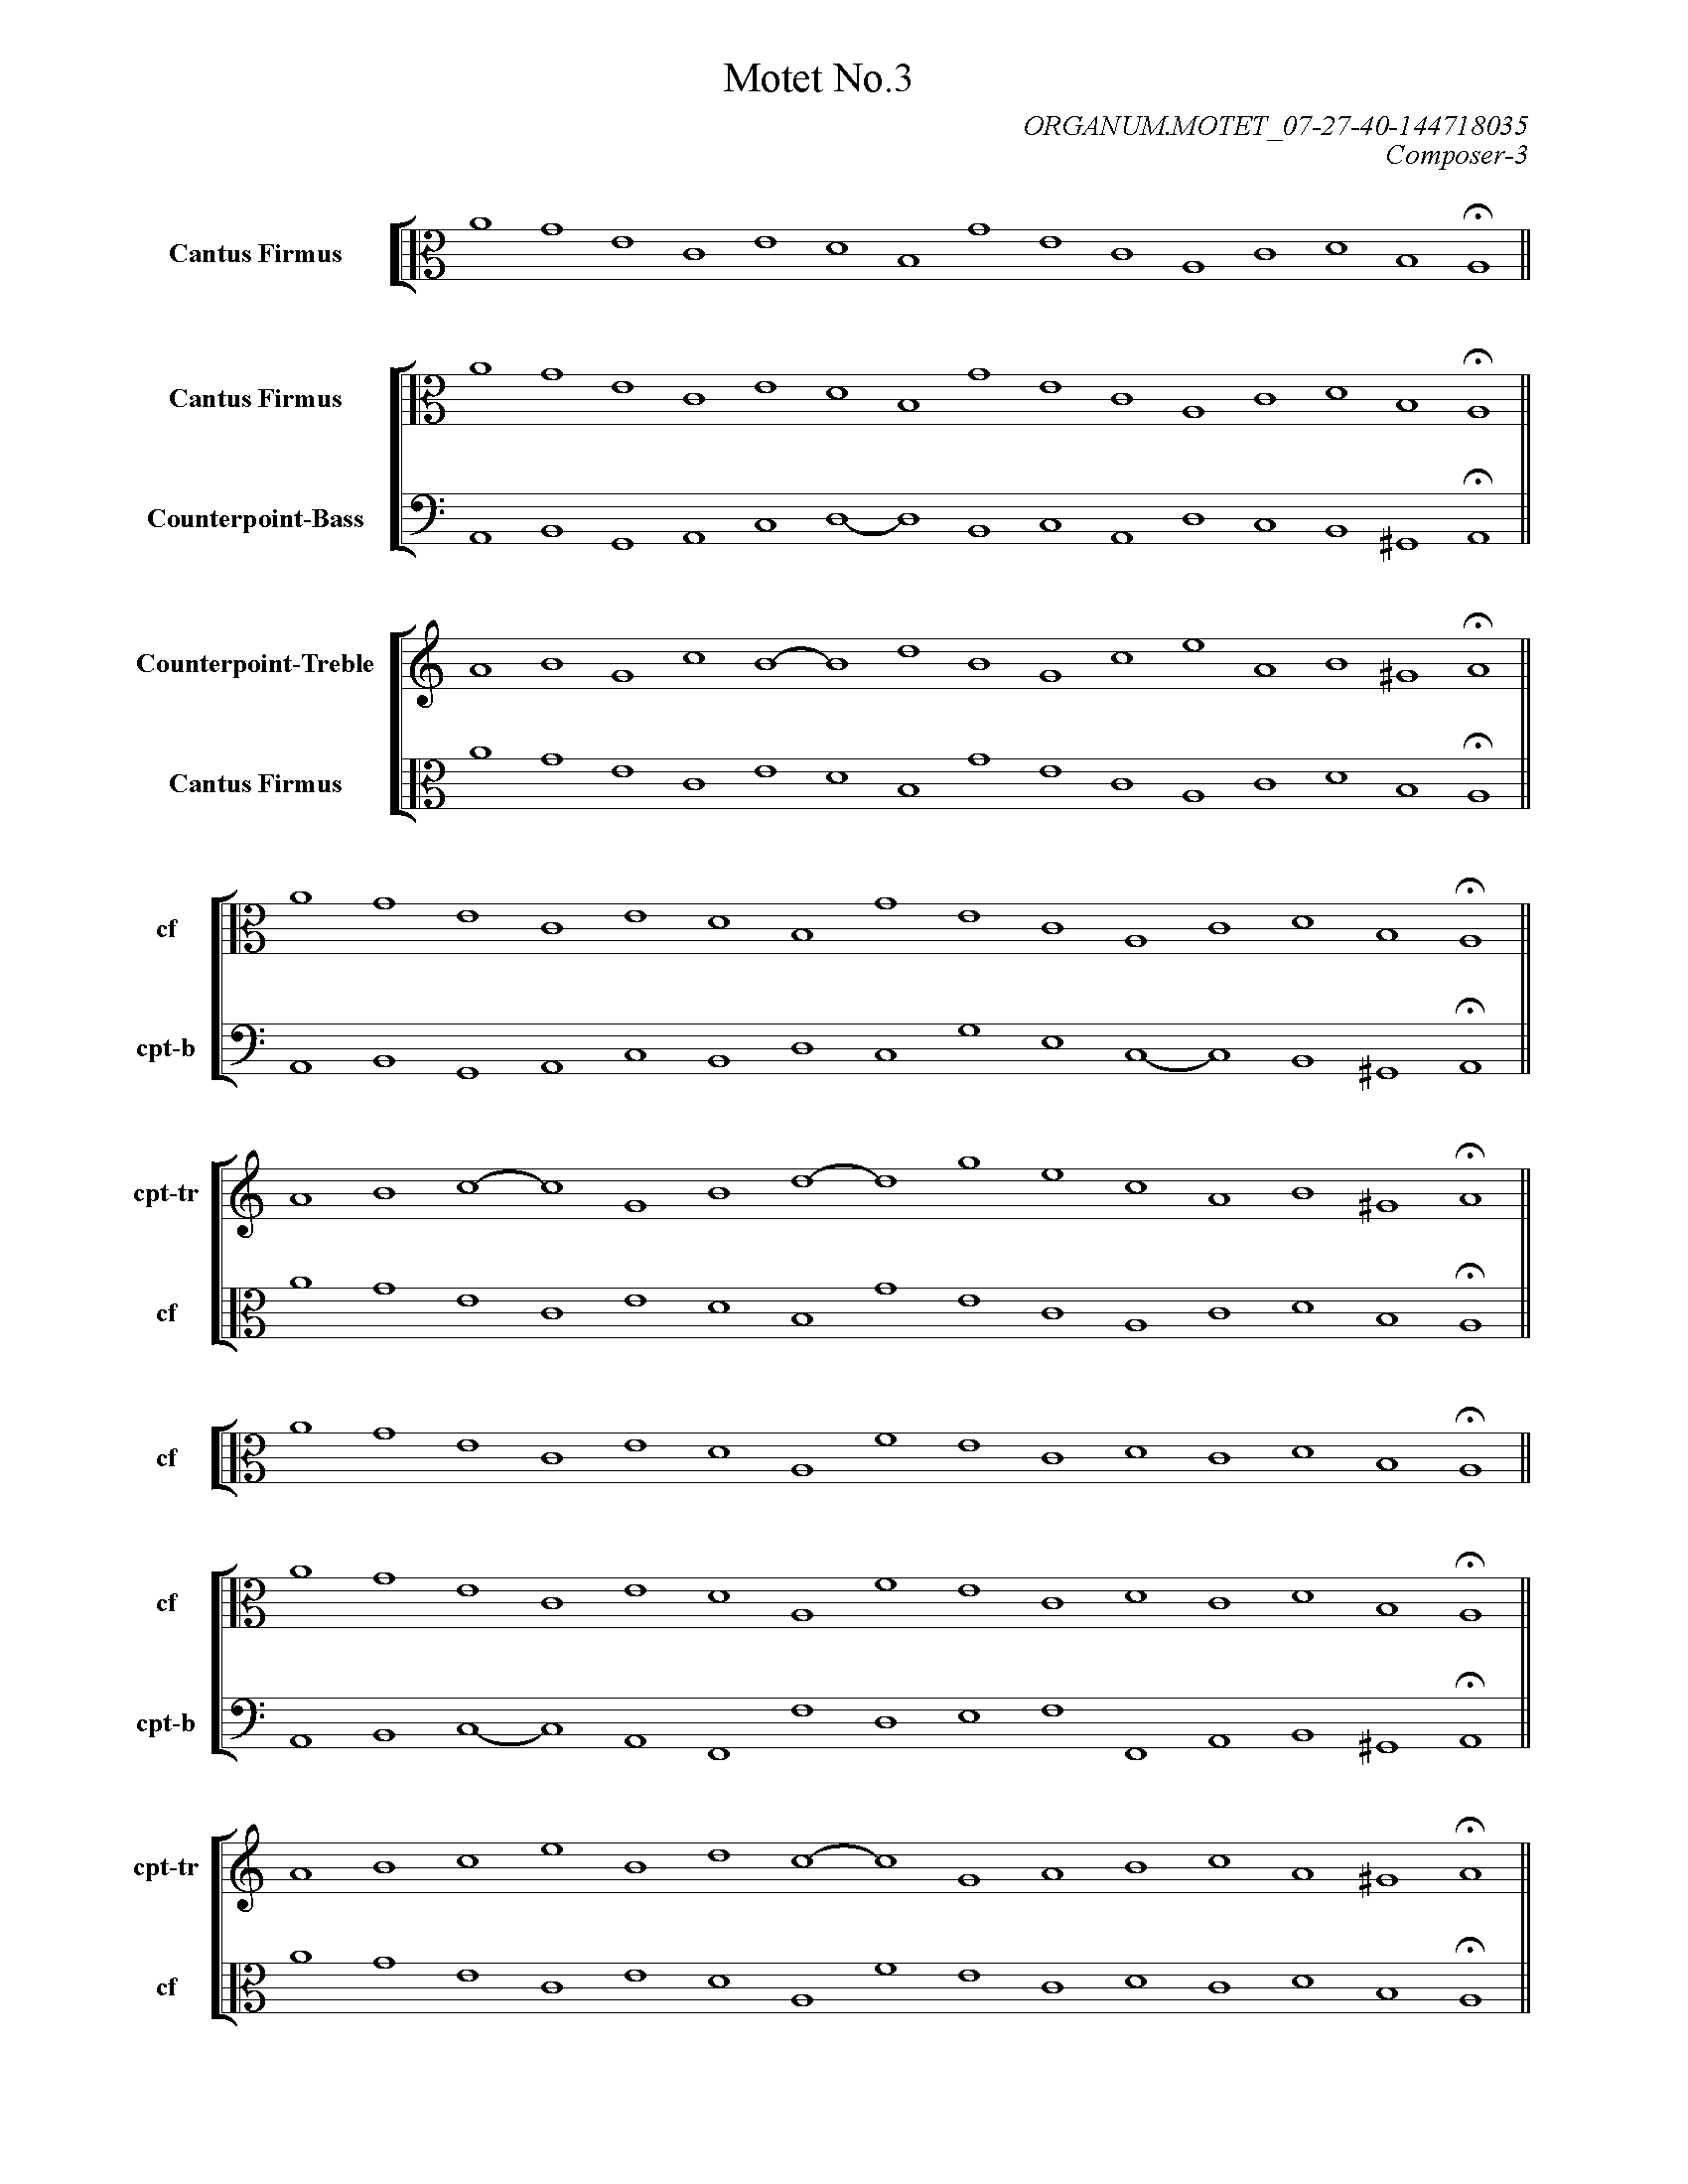 Motet No.3
ORGANUM.MOTET_07-27-40-144718035
Composer-3
Cantus Firmus
Cantus Firmus
Counterpoint-Bass
Counterpoint-Treble
Cantus Firmus
cf
cpt-b
cpt-tr
cf
cf
cf
cpt-b
cpt-tr
cf